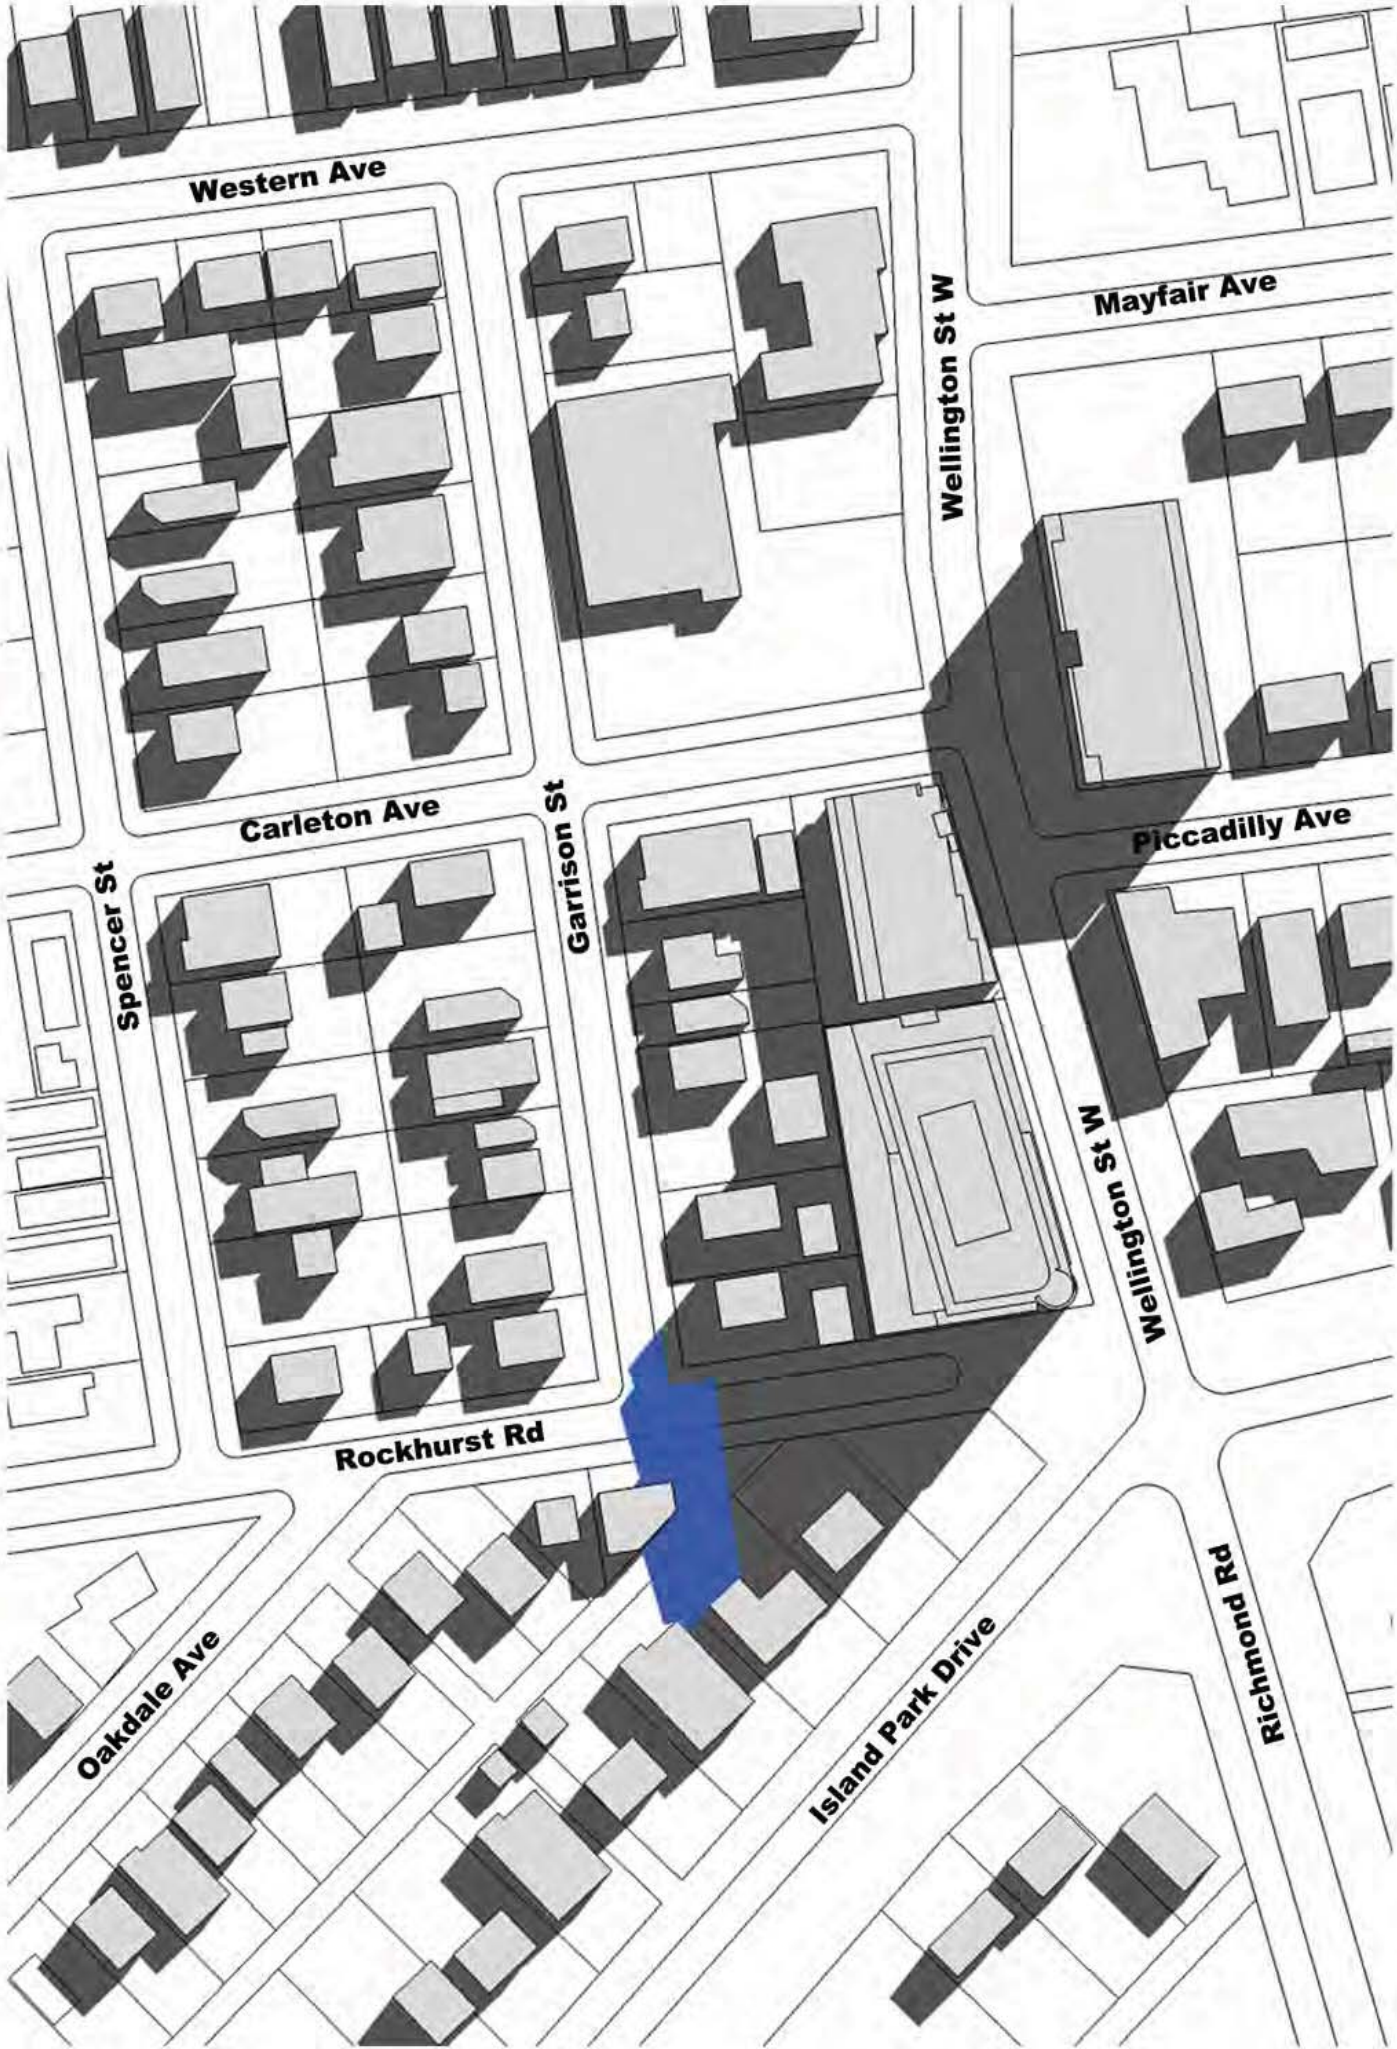 Western Ave
Mayfair Ave
Wellington St W
Carleton Ave
Garrison St
Piccadilly Ave
Spencer St
Wellington St W
Rockhurst Rd
Oakdale Ave
Island Park Drive
Richmond Rd